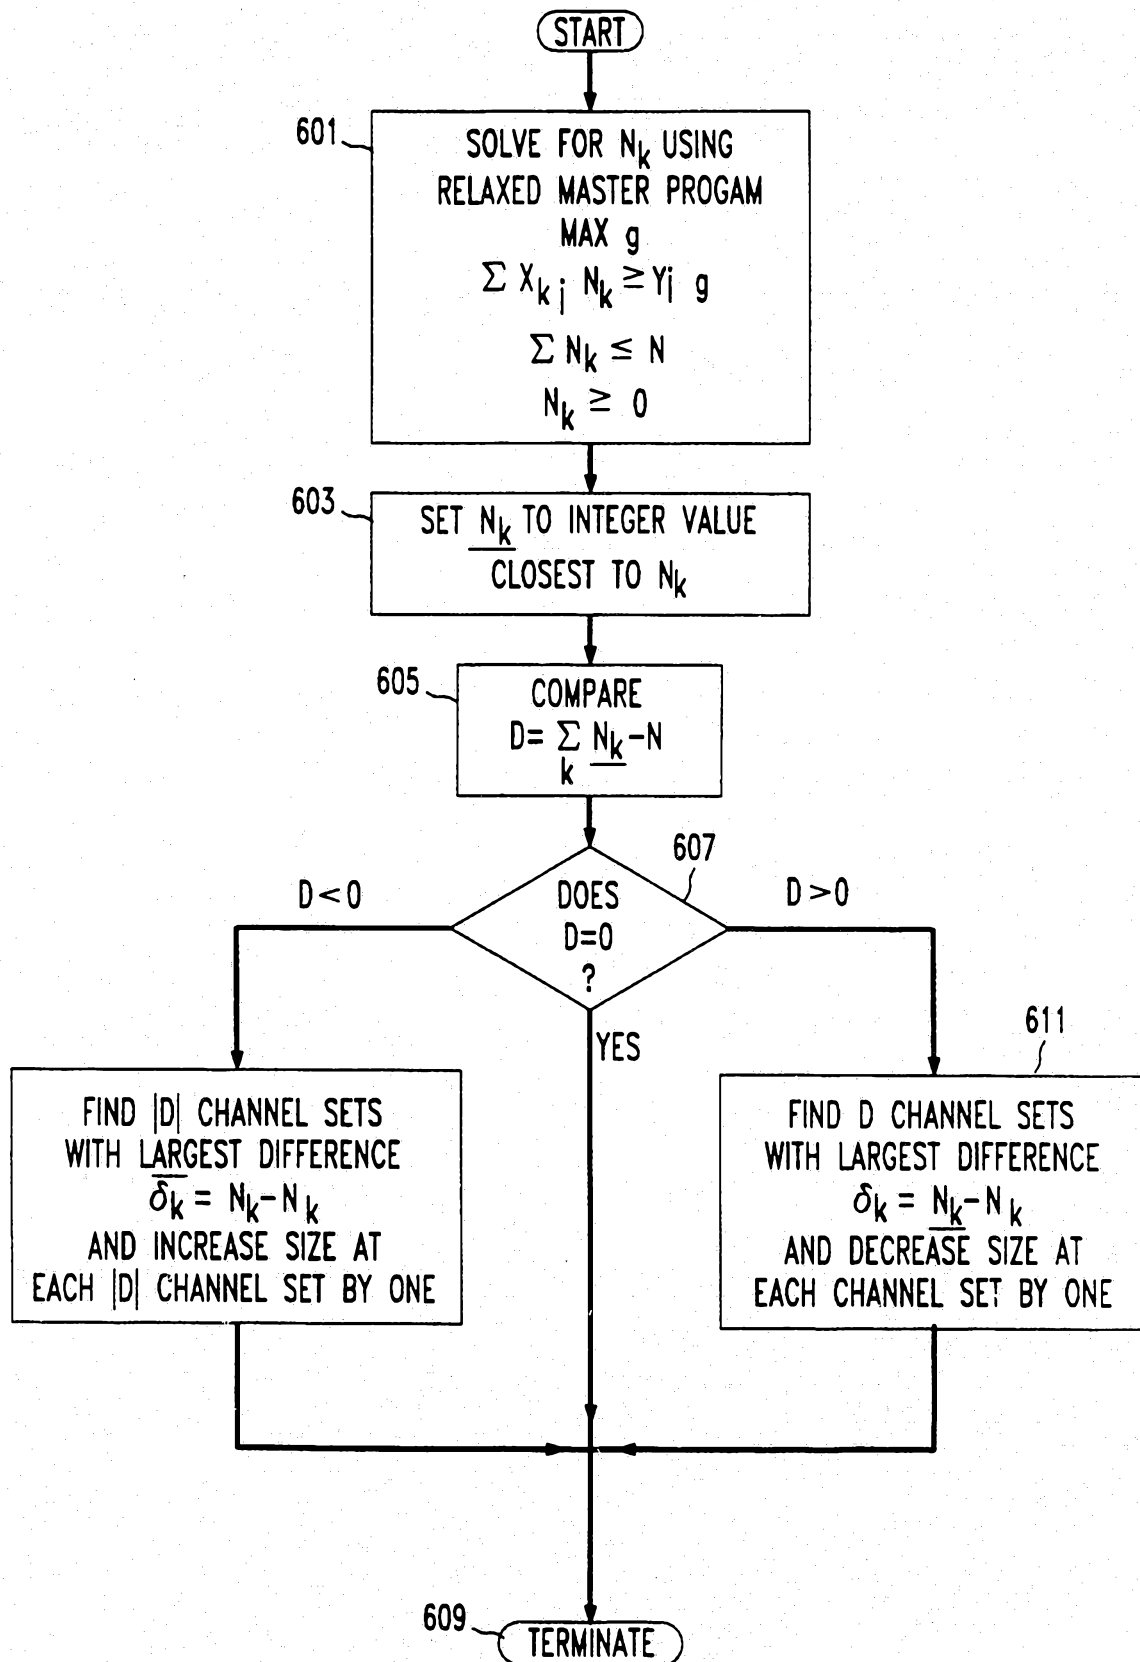 START
601
SOLVE FOR Nk USING
RELAXED MASTER PROGAM
MAX g
∑ Xkj Nk ≥ Yj g
∑ Nk ≤ N
Nk ≥ 0
603
SET N̲k̲ TO INTEGER VALUE
CLOSEST TO Nk
605
COMPARE
D= ∑ N̲k̲ -N
k
607
D<0
DOES
D=0
?
D>0
YES
611
FIND |D| CHANNEL SETS
WITH LARGEST DIFFERENCE
δk = Nk-Nk
AND INCREASE SIZE AT
EACH |D| CHANNEL SET BY ONE
FIND D CHANNEL SETS
WITH LARGEST DIFFERENCE
δk = N̲k̲-Nk
AND DECREASE SIZE AT
EACH CHANNEL SET BY ONE
609
TERMINATE